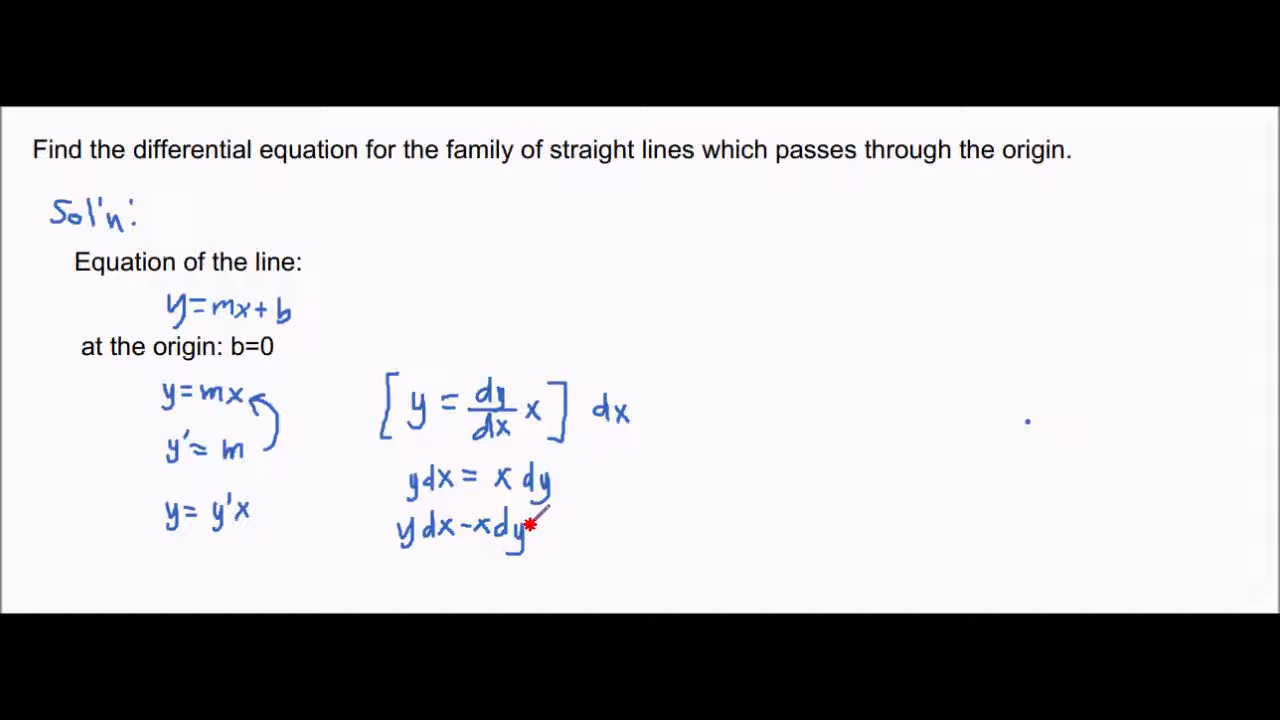 Find the differential equation for the family of straight lines which passes through the origin.
Sol'n:
Equation of the line:
y = mx + b
at the origin: b=0
y = mx
y' = m
y = y'x
[ y = dy/dx x ] dx
ydx = x dy
ydx - xdy